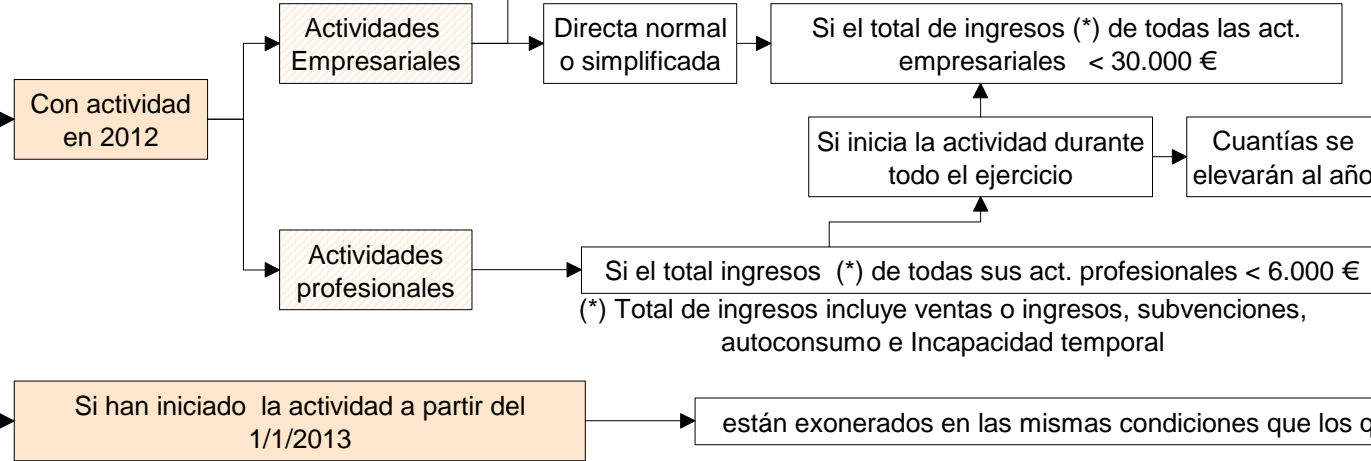 Actividades
Empresariales
Directa normal
o simplificada
Si el total de ingresos (*) de todas las act.
empresariales < 30.000 €
Con actividad
en 2012
Si inicia la actividad durante
todo el ejercicio
Cuantías se
elevarán al año
Actividades
profesionales
Si el total ingresos (*) de todas sus act. profesionales < 6.000 €
(*) Total de ingresos incluye ventas o ingresos, subvenciones,
autoconsumo e Incapacidad temporal
Si han iniciado la actividad a partir del
1/1/2013
están exonerados en las mismas condiciones que los